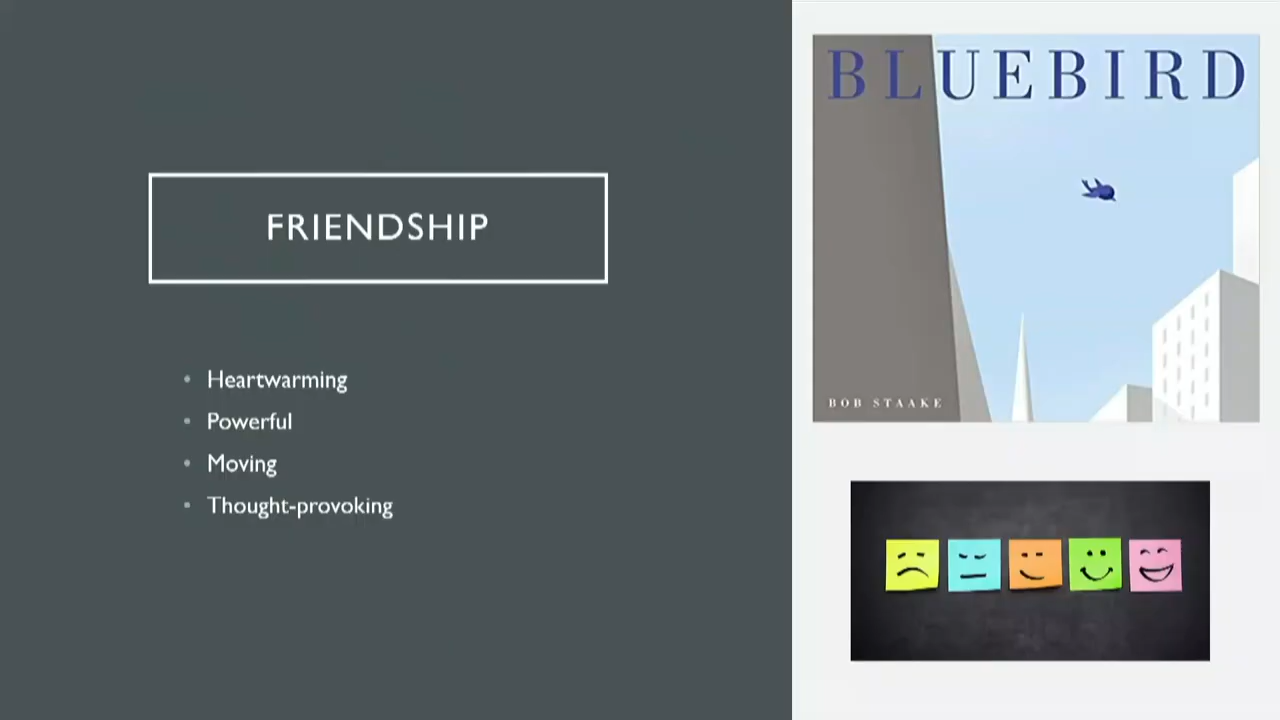 FRIENDSHIP
Heartwarming
Powerful
Moving
Thought-provoking
BLUEBIRD
BOB STAAKE